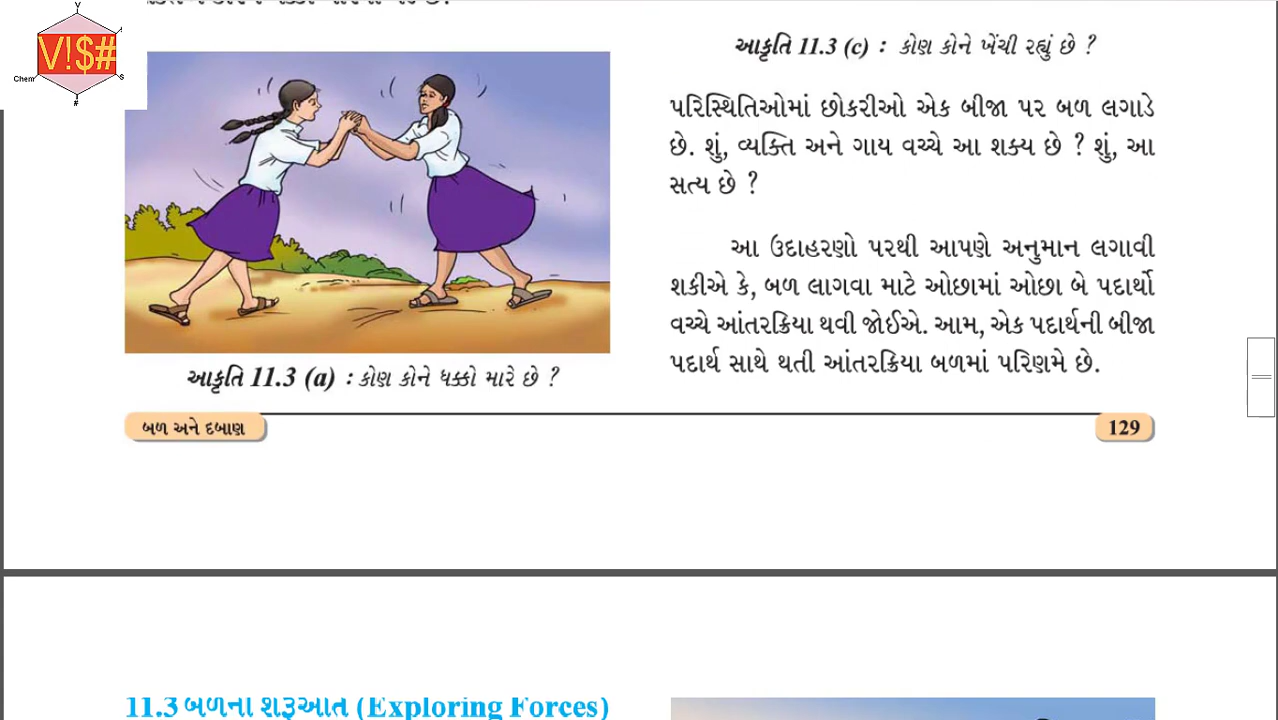 Y
V!$#
Chem
S
#
આકૃતિ 11.3 (a) : કોણ કોને ધક્કો મારે છે ?
આકૃતિ 11.3 (c) : કોણ કોને ખેંચી રહ્યું છે ?
પરિસ્થિતિઓમાં છોકરીઓ એક બીજા પર બળ લગાડે
છે. શું, વ્યક્તિ અને ગાય વચ્ચે આ શક્ય છે ? શું, આ
સત્ય છે ?
આ ઉદાહરણો પરથી આપણે અનુમાન લગાવી
શકીએ કે, બળ લાગવા માટે ઓછામાં ઓછા બે પદાર્થો
વચ્ચે આંતરક્રિયા થવી જોઈએ. આમ, એક પદાર્થની બીજા
પદાર્થ સાથે થતી આંતરક્રિયા બળમાં પરિણમે છે.
બળ અને દબાણ
129
11.3 બળના શરૂઆત (Exploring Forces)